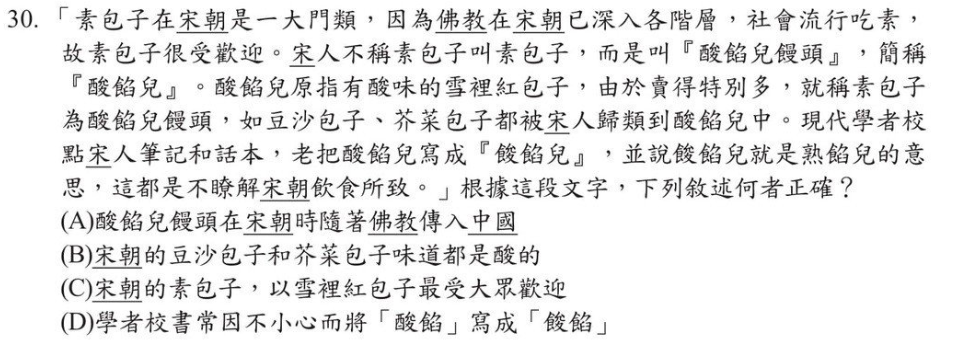 30. 「素包子在宋朝是一大門類，因為佛教在宋朝已深入各階層，社會流行吃素，
故素包子很受歡迎。宋人不稱素包子叫素包子，而是叫『酸餡兒饅頭』，簡稱
『酸餡兒』。酸餡兒原指有酸味的雪裡紅包子，由於賣得特別多，就稱素包子
為酸餡兒饅頭，如豆沙包子、芥菜包子都被宋人歸類到酸餡兒中。現代學者校
點宋人筆記和話本，老把酸餡兒寫成『餕餡兒』，並說餕餡兒就是熟餡兒的意
思，這都是不瞭解宋朝飲食所致。」根據這段文字，下列敘述何者正確？
(A)酸餡兒饅頭在宋朝時隨著佛教傳入中國
(B)宋朝的豆沙包子和芥菜包子味道都是酸的
(C)宋朝的素包子，以雪裡紅包子最受大眾歡迎
(D)學者校書常因不小心而將「酸餡」寫成「餕餡」